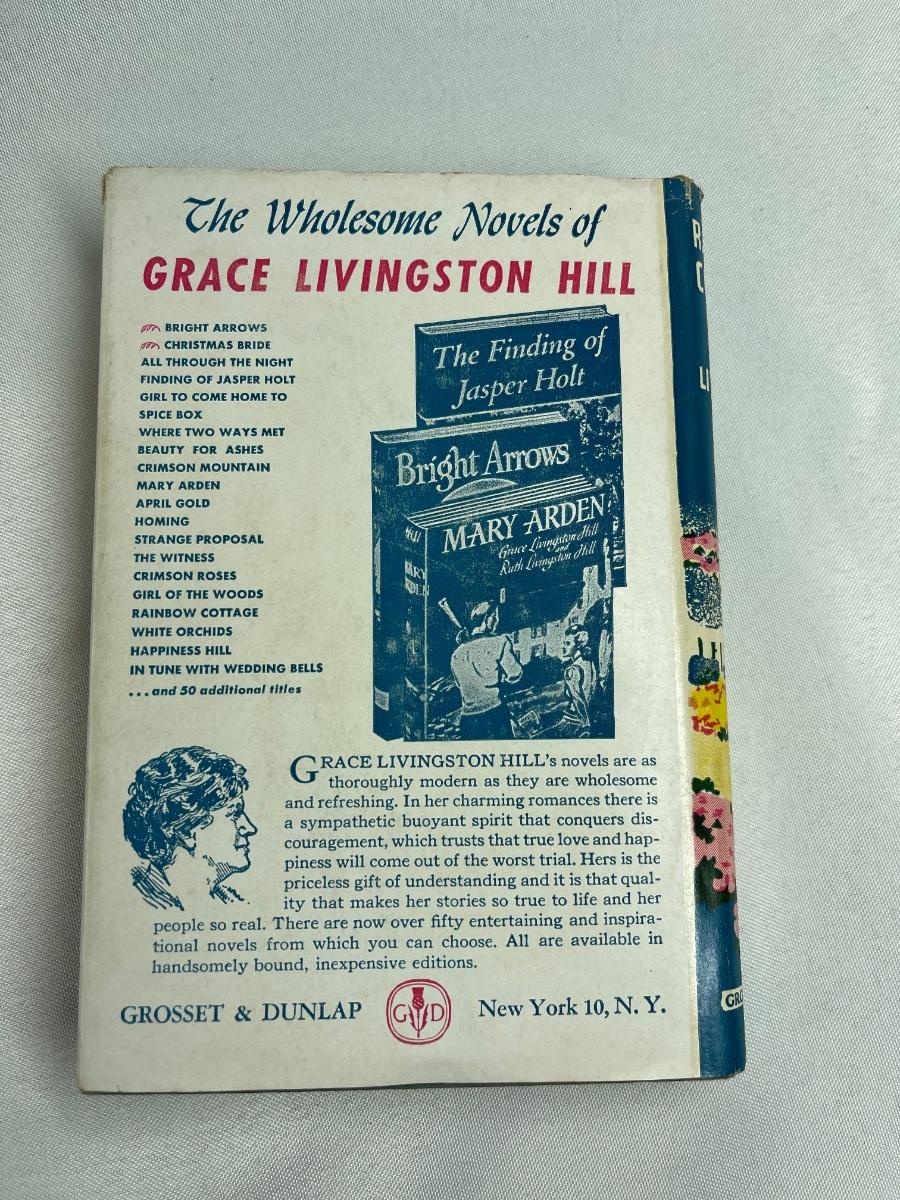 The Wholesome Novels of
GRACE LIVINGSTON HILL
BRIGHT ARROWS
CHRISTMAS BRIDE
ALL THROUGH THE NIGHT
FINDING OF JASPER HOLT
GIRL TO COME HOME TO
SPICE BOX
WHERE TWO WAYS MET
BEAUTY FOR ASHES
CRIMSON MOUNTAIN
MARY ARDEN
APRIL GOLD
HOMING
STRANGE PROPOSAL
THE WITNESS
CRIMSON ROSES
GIRL OF THE WOODS
RAINBOW COTTAGE
WHITE ORCHIDS
HAPPINESS HILL
IN TUNE WITH WEDDING BELLS
...and 50 additional titles
The Finding of
Jasper Holt
Bright Arrows
MARY ARDEN
Grace Livingston Hill
and
Ruth Livingston Hill
GRACE LIVINGSTON HILL's novels are as
thoroughly modern as they are wholesome
and refreshing. In her charming romances there is
a sympathetic buoyant spirit that conquers dis-
couragement, which trusts that true love and hap-
piness will come out of the worst trial. Hers is the
priceless gift of understanding and it is that qual-
ity that makes her stories so true to life and her
people so real. There are now over fifty entertaining and inspira-
tional novels from which you can choose. All are available in
handsomely bound, inexpensive editions.
GROSSET & DUNLAP
G D
New York 10, N. Y.